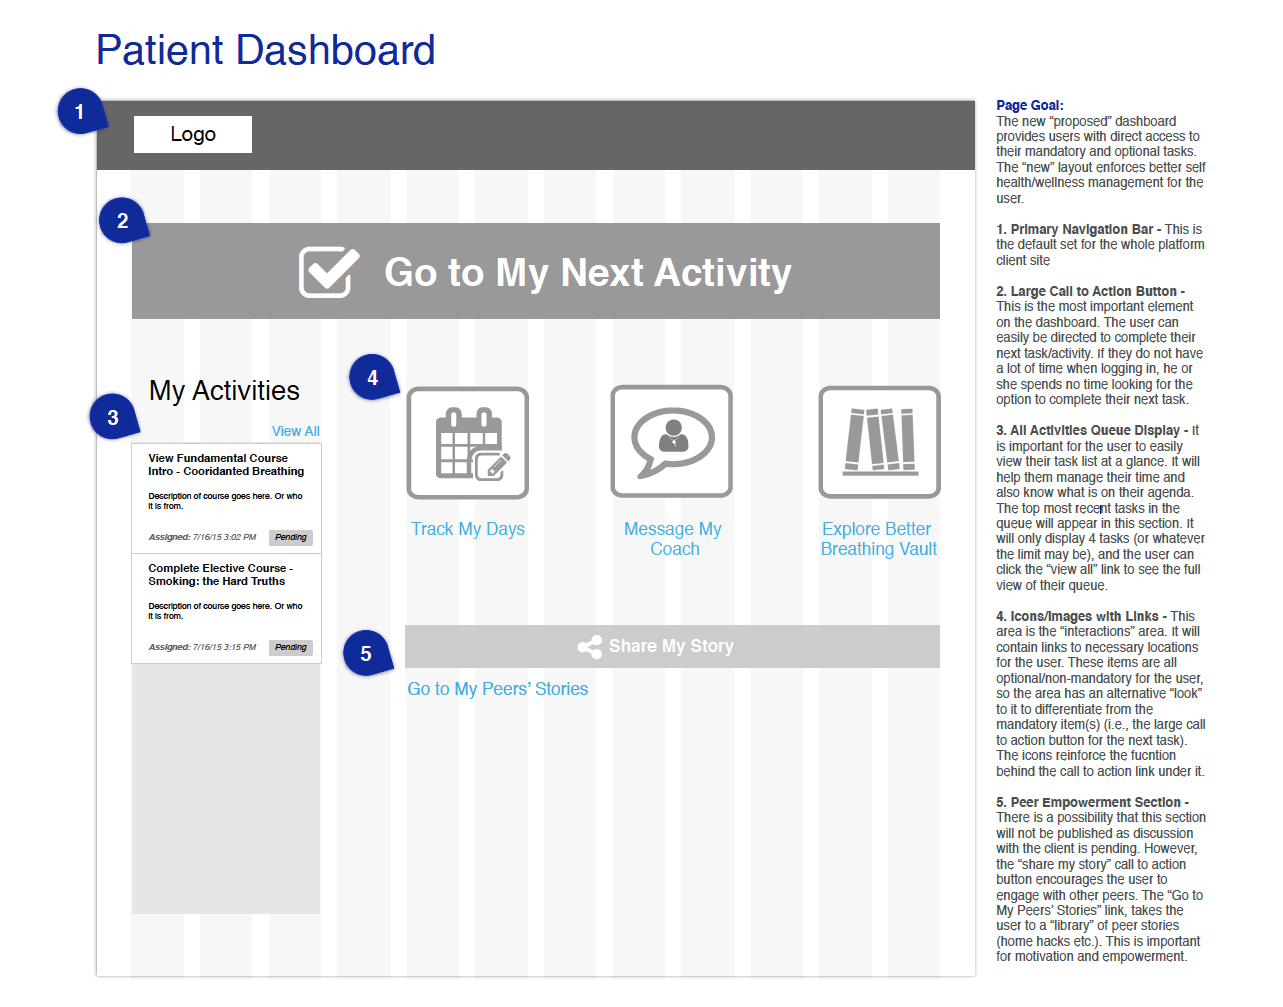 Patient Dashboard
1
Logo
2
Go to My Next Activity
My Activities
3
View All
View Fundamental Course
Intro - Cooridanted Breathing
Description of course goes here. Or who
it is from.
Assigned: 7/16/15 3:02 PM
Pending
Complete Elective Course -
Smoking: the Hard Truths
Description of course goes here. Or who
it is from.
Assigned: 7/16/15 3:15 PM
Pending
4
Track My Days
Message My
Coach
Explore Better
Breathing Vault
5
Share My Story
Go to My Peers’ Stories
Page Goal:
The new “proposed” dashboard
provides users with direct access to
their mandatory and optional tasks.
The “new” layout enforces better self
health/wellness management for the
user.
1. Primary Navigation Bar - This is
the default set for the whole platform
client site
2. Large Call to Action Button -
This is the most important element
on the dashboard. The user can
easily be directed to complete their
next task/activity. If they do not have
a lot of time when logging in, he or
she spends no time looking for the
option to complete their next task.
3. All Activities Queue Display - It
is important for the user to easily
view their task list at a glance. It will
help them manage their time and
also know what is on their agenda.
The top most recent tasks in the
queue will appear in this section. It
will only display 4 tasks (or whatever
the limit may be), and the user can
click the “view all” link to see the full
view of their queue.
4. Icons/Images with Links - This
area is the “interactions” area. It will
contain links to necessary locations
for the user. These items are all
optional/non-mandatory for the user,
so the area has an alternative “look”
to it to differentiate from the
mandatory item(s) (i.e., the large call
to action button for the next task).
The icons reinforce the fucntion
behind the call to action link under it.
5. Peer Empowerment Section -
There is a possibility that this section
will not be published as discussion
with the client is pending. However,
the “share my story” call to action
button encourages the user to
engage with other peers. The “Go to
My Peers’ Stories” link, takes the
user to a “library” of peer stories
(home hacks etc.). This is important
for motivation and empowerment.